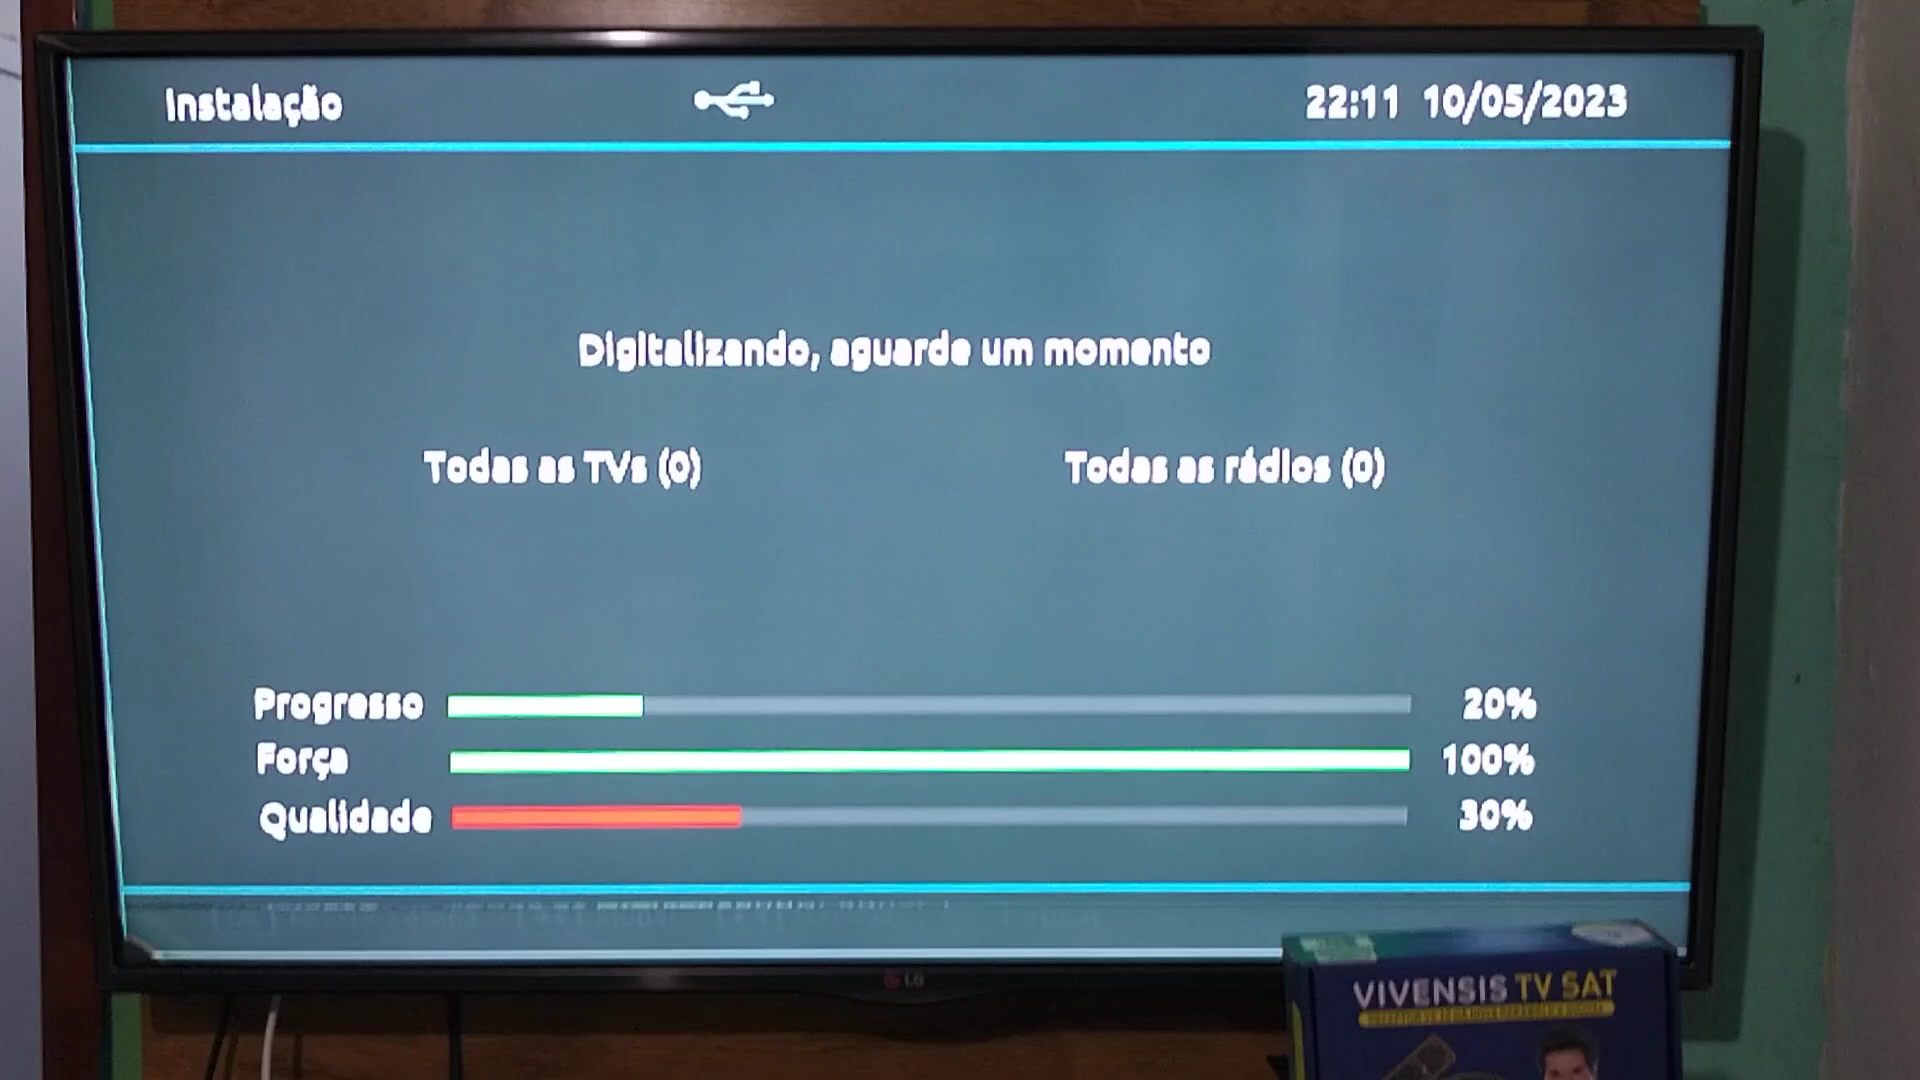 Instalação
22:11 10/05/2023
Digitalizando, aguarde um momento
Todas as TVs (0)
Todas as rádios (0)
Progresso 20%
Força 100%
Qualidade 30%
LG
VIVENSIS TV SAT